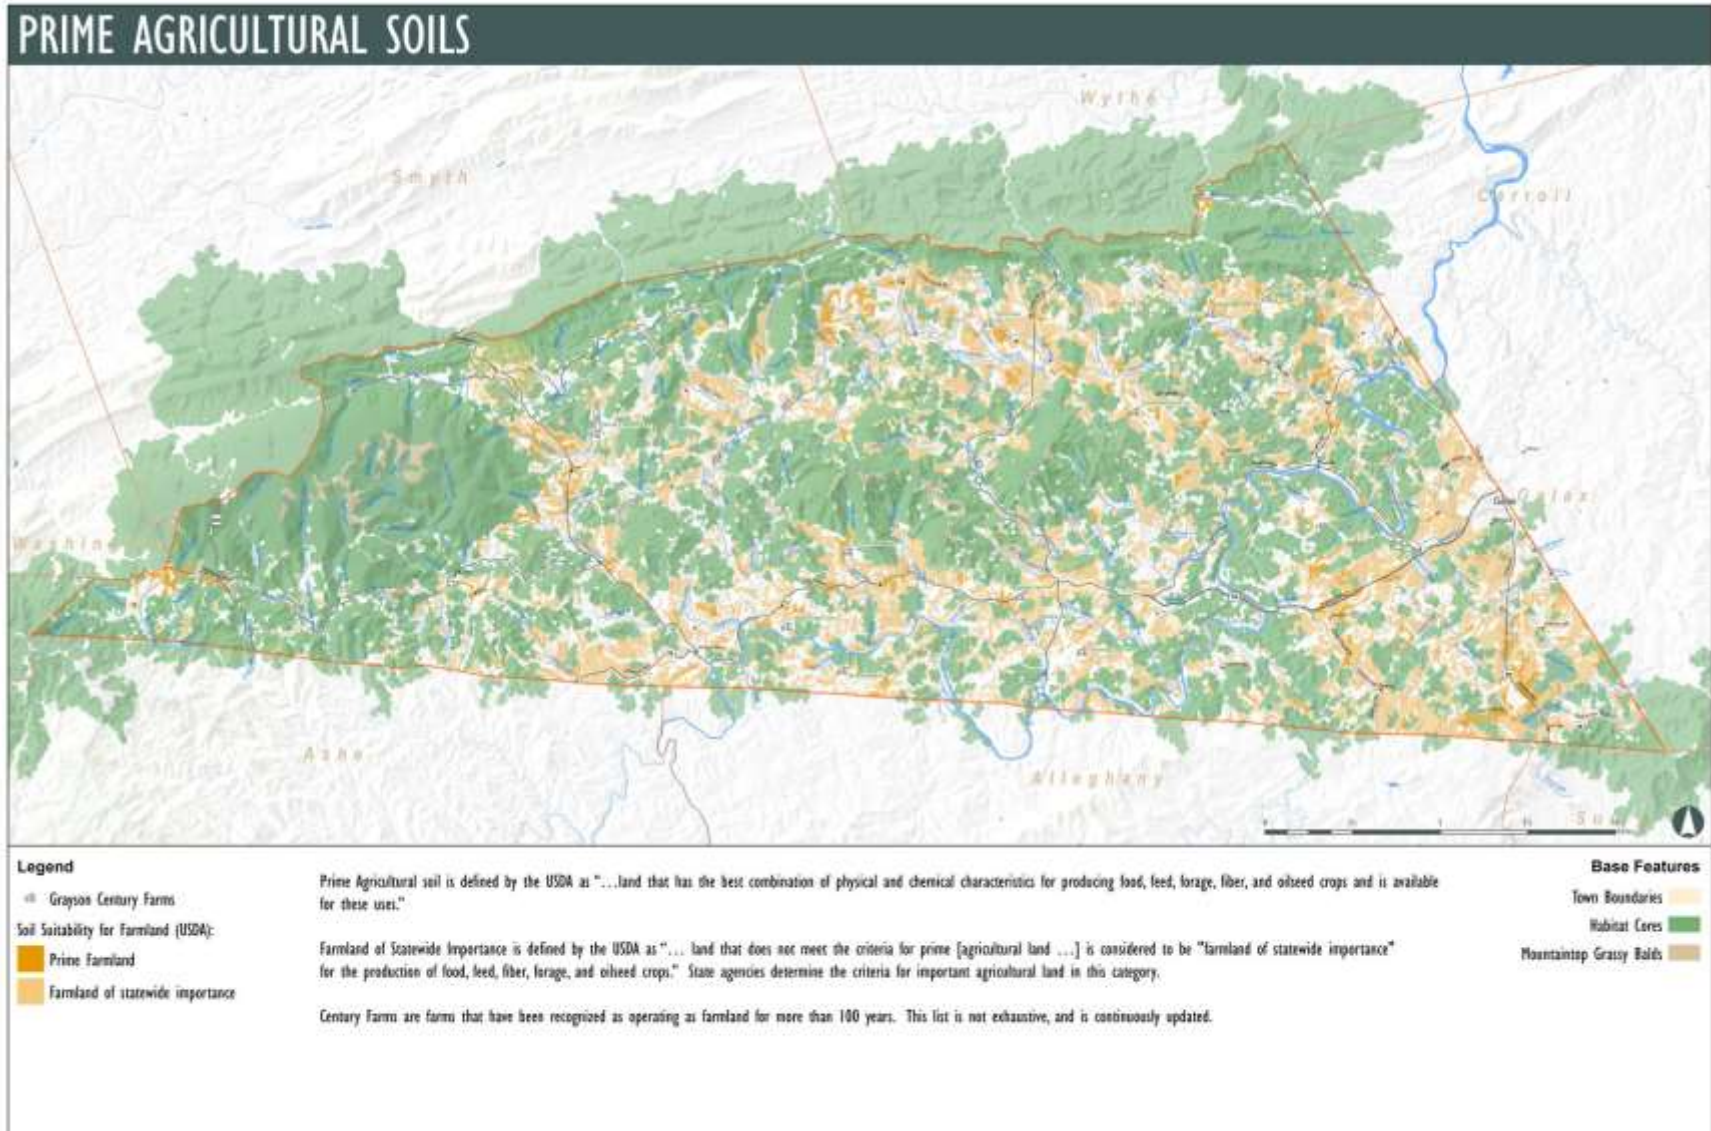 PRIME AGRICULTURAL SOILS
Wythe
Smyth
Carroll
Galax
Washin
Ashe
Alleghany
Legend
Grayson Century Farms
Soil Suitability for Farmland (USDA):
Prime Farmland
Farmland of statewide importance
Prime Agricultural soil is defined by the USDA as “…land that has the best combination of physical and chemical characteristics for producing food, feed, forage, fiber, and oilseed crops and is available
for these uses.”
Farmland of Statewide Importance is defined by the USDA as “… land that does not meet the criteria for prime [agricultural land …] is considered to be “farmland of statewide importance”
for the production of food, feed, fiber, forage, and oilseed crops.” State agencies determine the criteria for important agricultural land in this category.
Century Farms are farms that have been recognized as operating as farmland for more than 100 years. This list is not exhaustive, and is continuously updated.
Base Features
Town Boundaries
Habitat Cores
Mountaintop Grassy Balds